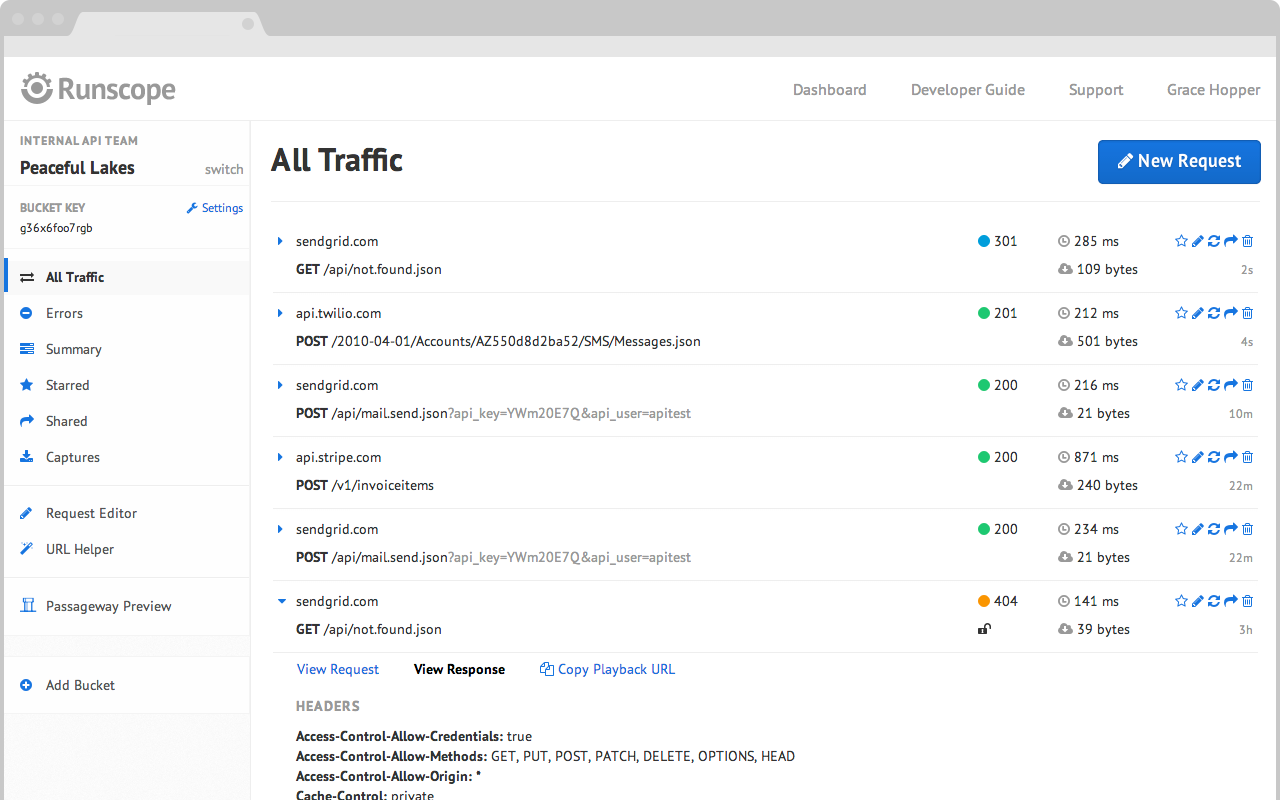 Runscope
Dashboard Developer Guide Support Grace Hopper
INTERNAL API TEAM
Peaceful Lakes switch
BUCKET KEY Settings
g36x6foo7rgb
All Traffic
Errors
Summary
Starred
Shared
Captures
Request Editor
URL Helper
Passageway Preview
Add Bucket
All Traffic New Request
sendgrid.com 301 285 ms
GET /api/not.found.json 109 bytes 2s
api.twilio.com 201 212 ms
POST /2010-04-01/Accounts/AZ550d8d2ba52/SMS/Messages.json 501 bytes 4s
sendgrid.com 200 216 ms
POST /api/mail.send.json?api_key=YWm20E7Q&api_user=apitest 21 bytes 10m
api.stripe.com 200 871 ms
POST /v1/invoiceitems 240 bytes 22m
sendgrid.com 200 234 ms
POST /api/mail.send.json?api_key=YWm20E7Q&api_user=apitest 21 bytes 22m
sendgrid.com 404 141 ms
GET /api/not.found.json 39 bytes 3h
View Request View Response Copy Playback URL
HEADERS
Access-Control-Allow-Credentials: true
Access-Control-Allow-Methods: GET, PUT, POST, PATCH, DELETE, OPTIONS, HEAD
Access-Control-Allow-Origin: *
Cache-Control: private